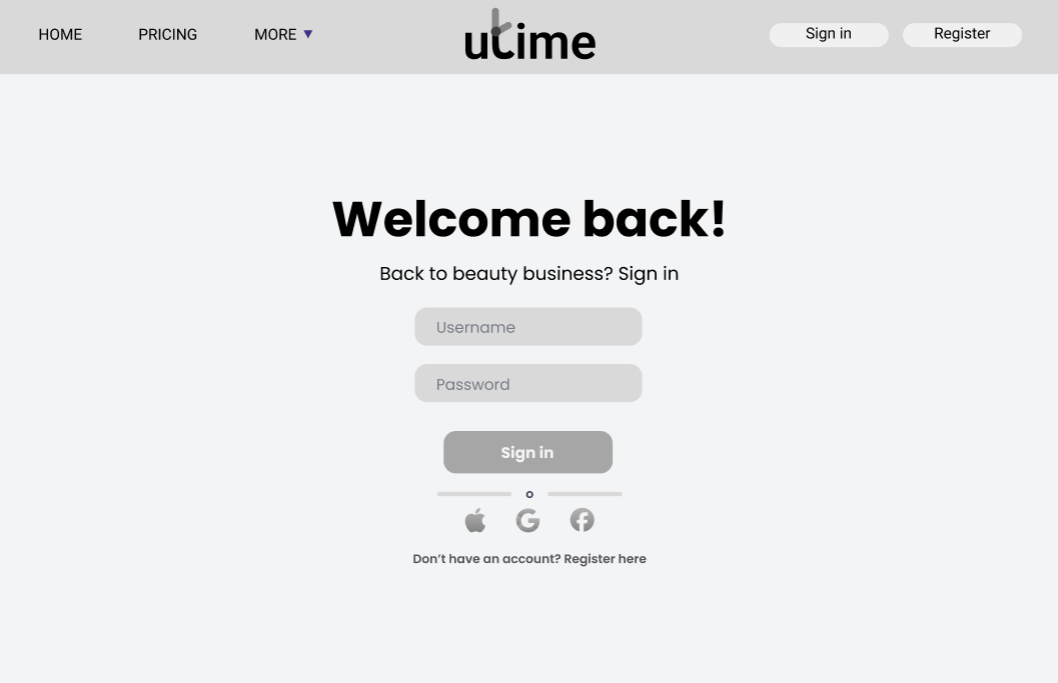 HOME
PRICING
MORE ▼
utime
Sign in
Register
Welcome back!
Back to beauty business? Sign in
Username
Password
Sign in
o
Don't have an account? Register here